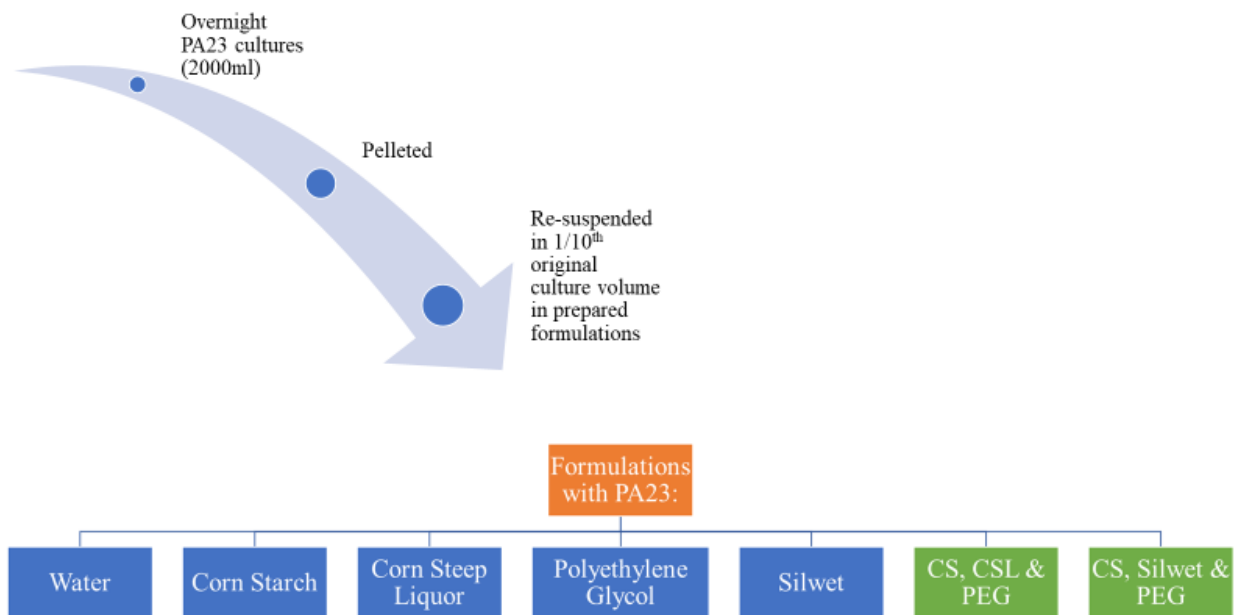 Overnight
PA23 cultures
(2000ml)
Pelleted
Re-suspended
in 1/10th
original
culture volume
in prepared
formulations
Formulations
with PA23:
Water
Corn Starch
Corn Steep
Liquor
Polyethylene
Glycol
Silwet
CS, CSL &
PEG
CS, Silwet &
PEG